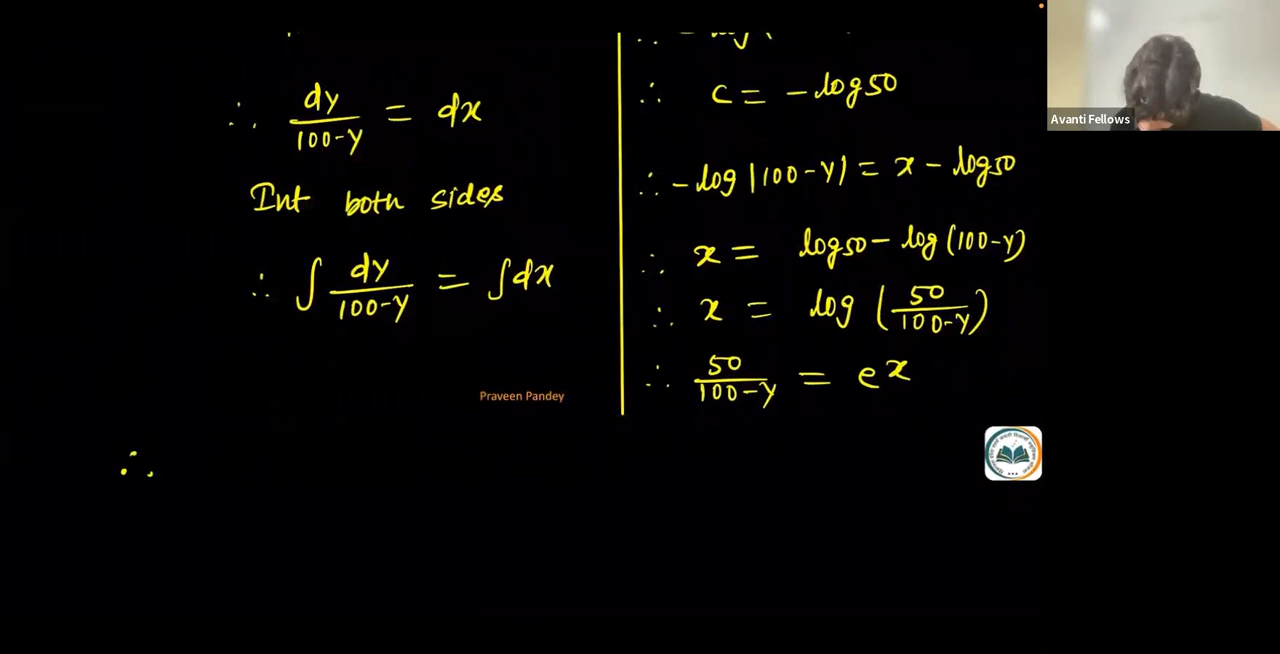 ∴ dy/(100-y) = dx
Int both sides
∴ ∫ dy/(100-y) = ∫dx
Praveen Pandey
∴
∴ c = -log50
∴ -log|100-y| = x - log50
∴ x = log50 - log(100-y)
∴ x = log(50/(100-y))
∴ 50/(100-y) = e^x
Avanti Fellows